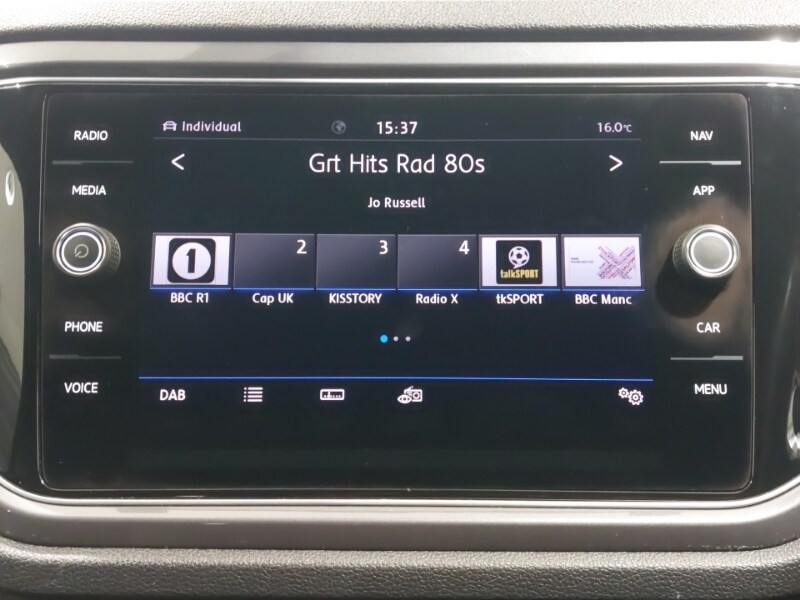 RADIO
MEDIA
PHONE
VOICE
Individual 15:37 16.0°C
< Grt Hits Rad 80s >
Jo Russell
1 2 3 4 talkSPORT
BBC R1 Cap UK KISSTORY Radio X tkSPORT BBC Manc
DAB
NAV
APP
CAR
MENU